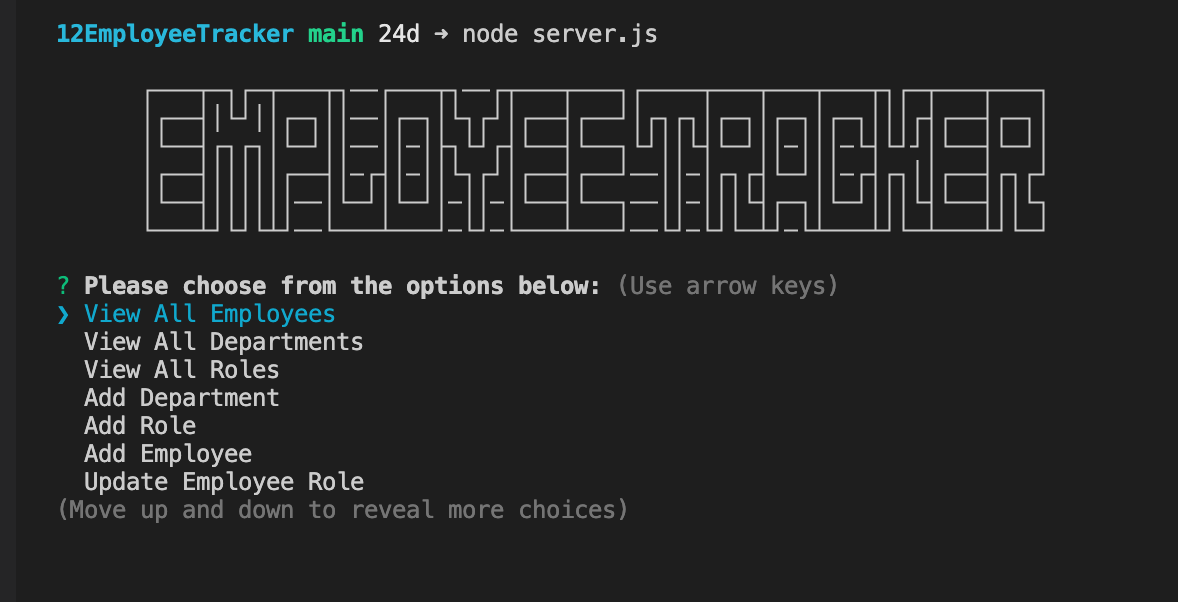 12EmployeeTracker main 24d → node server.js
EMPLOYEE TRACKER
? Please choose from the options below: (Use arrow keys)
❯ View All Employees
View All Departments
View All Roles
Add Department
Add Role
Add Employee
Update Employee Role
(Move up and down to reveal more choices)